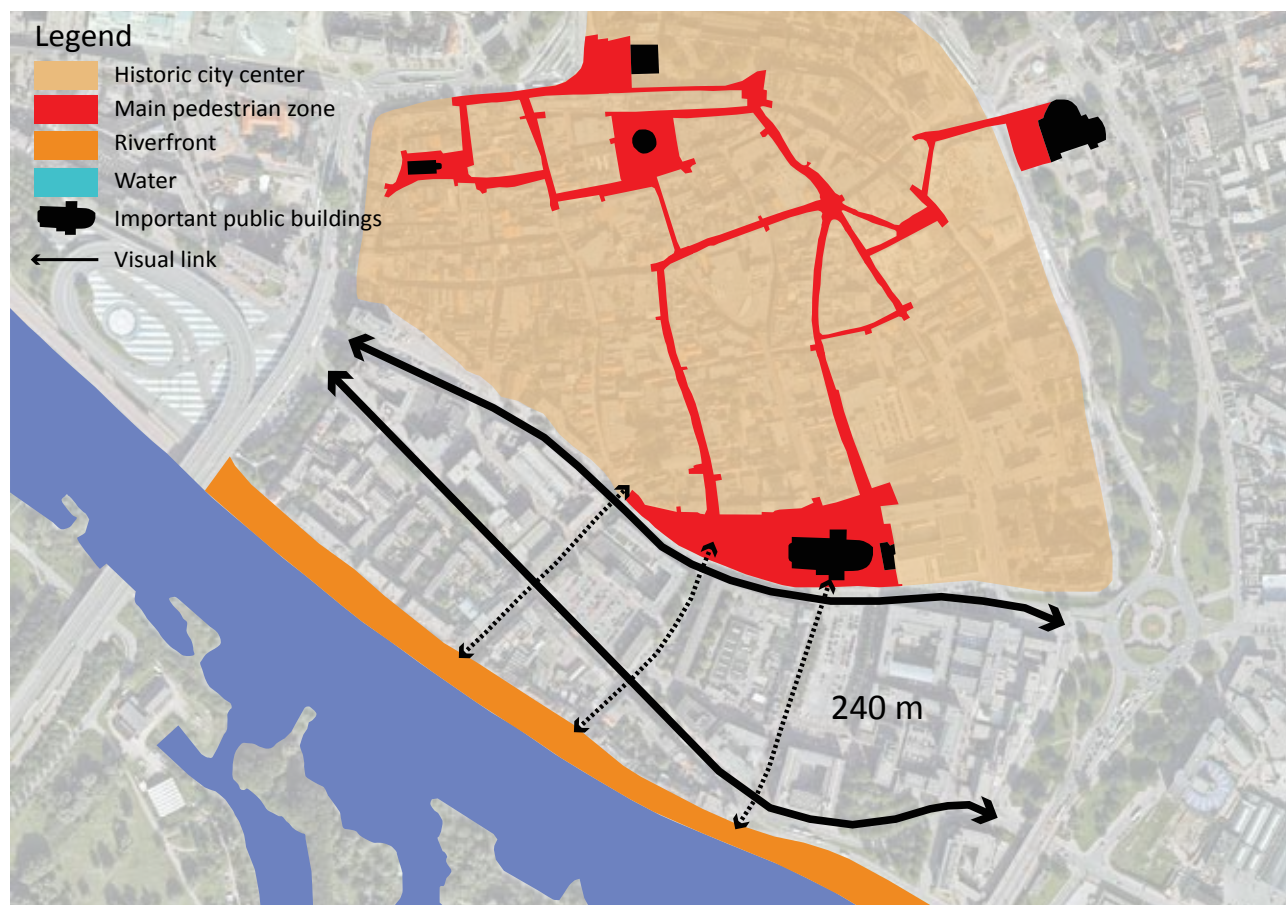 Legend
Historic city center
Main pedestrian zone
Riverfront
Water
Important public buildings
Visual link
240 m